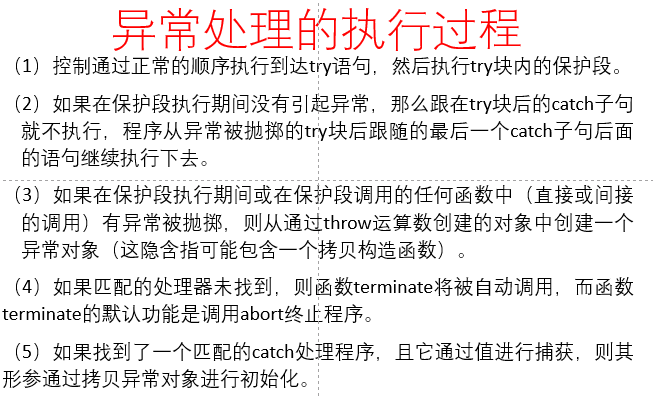 异常处理的执行过程
（1）控制通过正常的顺序执行到达try语句，然后执行try块内的保护段。
（2）如果在保护段执行期间没有引起异常，那么跟在try块后的catch子句
就不执行，程序从异常被抛掷的try块后跟随的最后一个catch子句后面
的语句继续执行下去。
（3）如果在保护段执行期间或在保护段调用的任何函数中（直接或间接
的调用）有异常被抛掷，则从通过throw运算数创建的对象中创建一个
异常对象（这隐含指可能包含一个拷贝构造函数）。
（4）如果匹配的处理器未找到，则函数terminate将被自动调用，而函数
terminate的默认功能是调用abort终止程序。
（5）如果找到了一个匹配的catch处理程序，且它通过值进行捕获，则其
形参通过拷贝异常对象进行初始化。